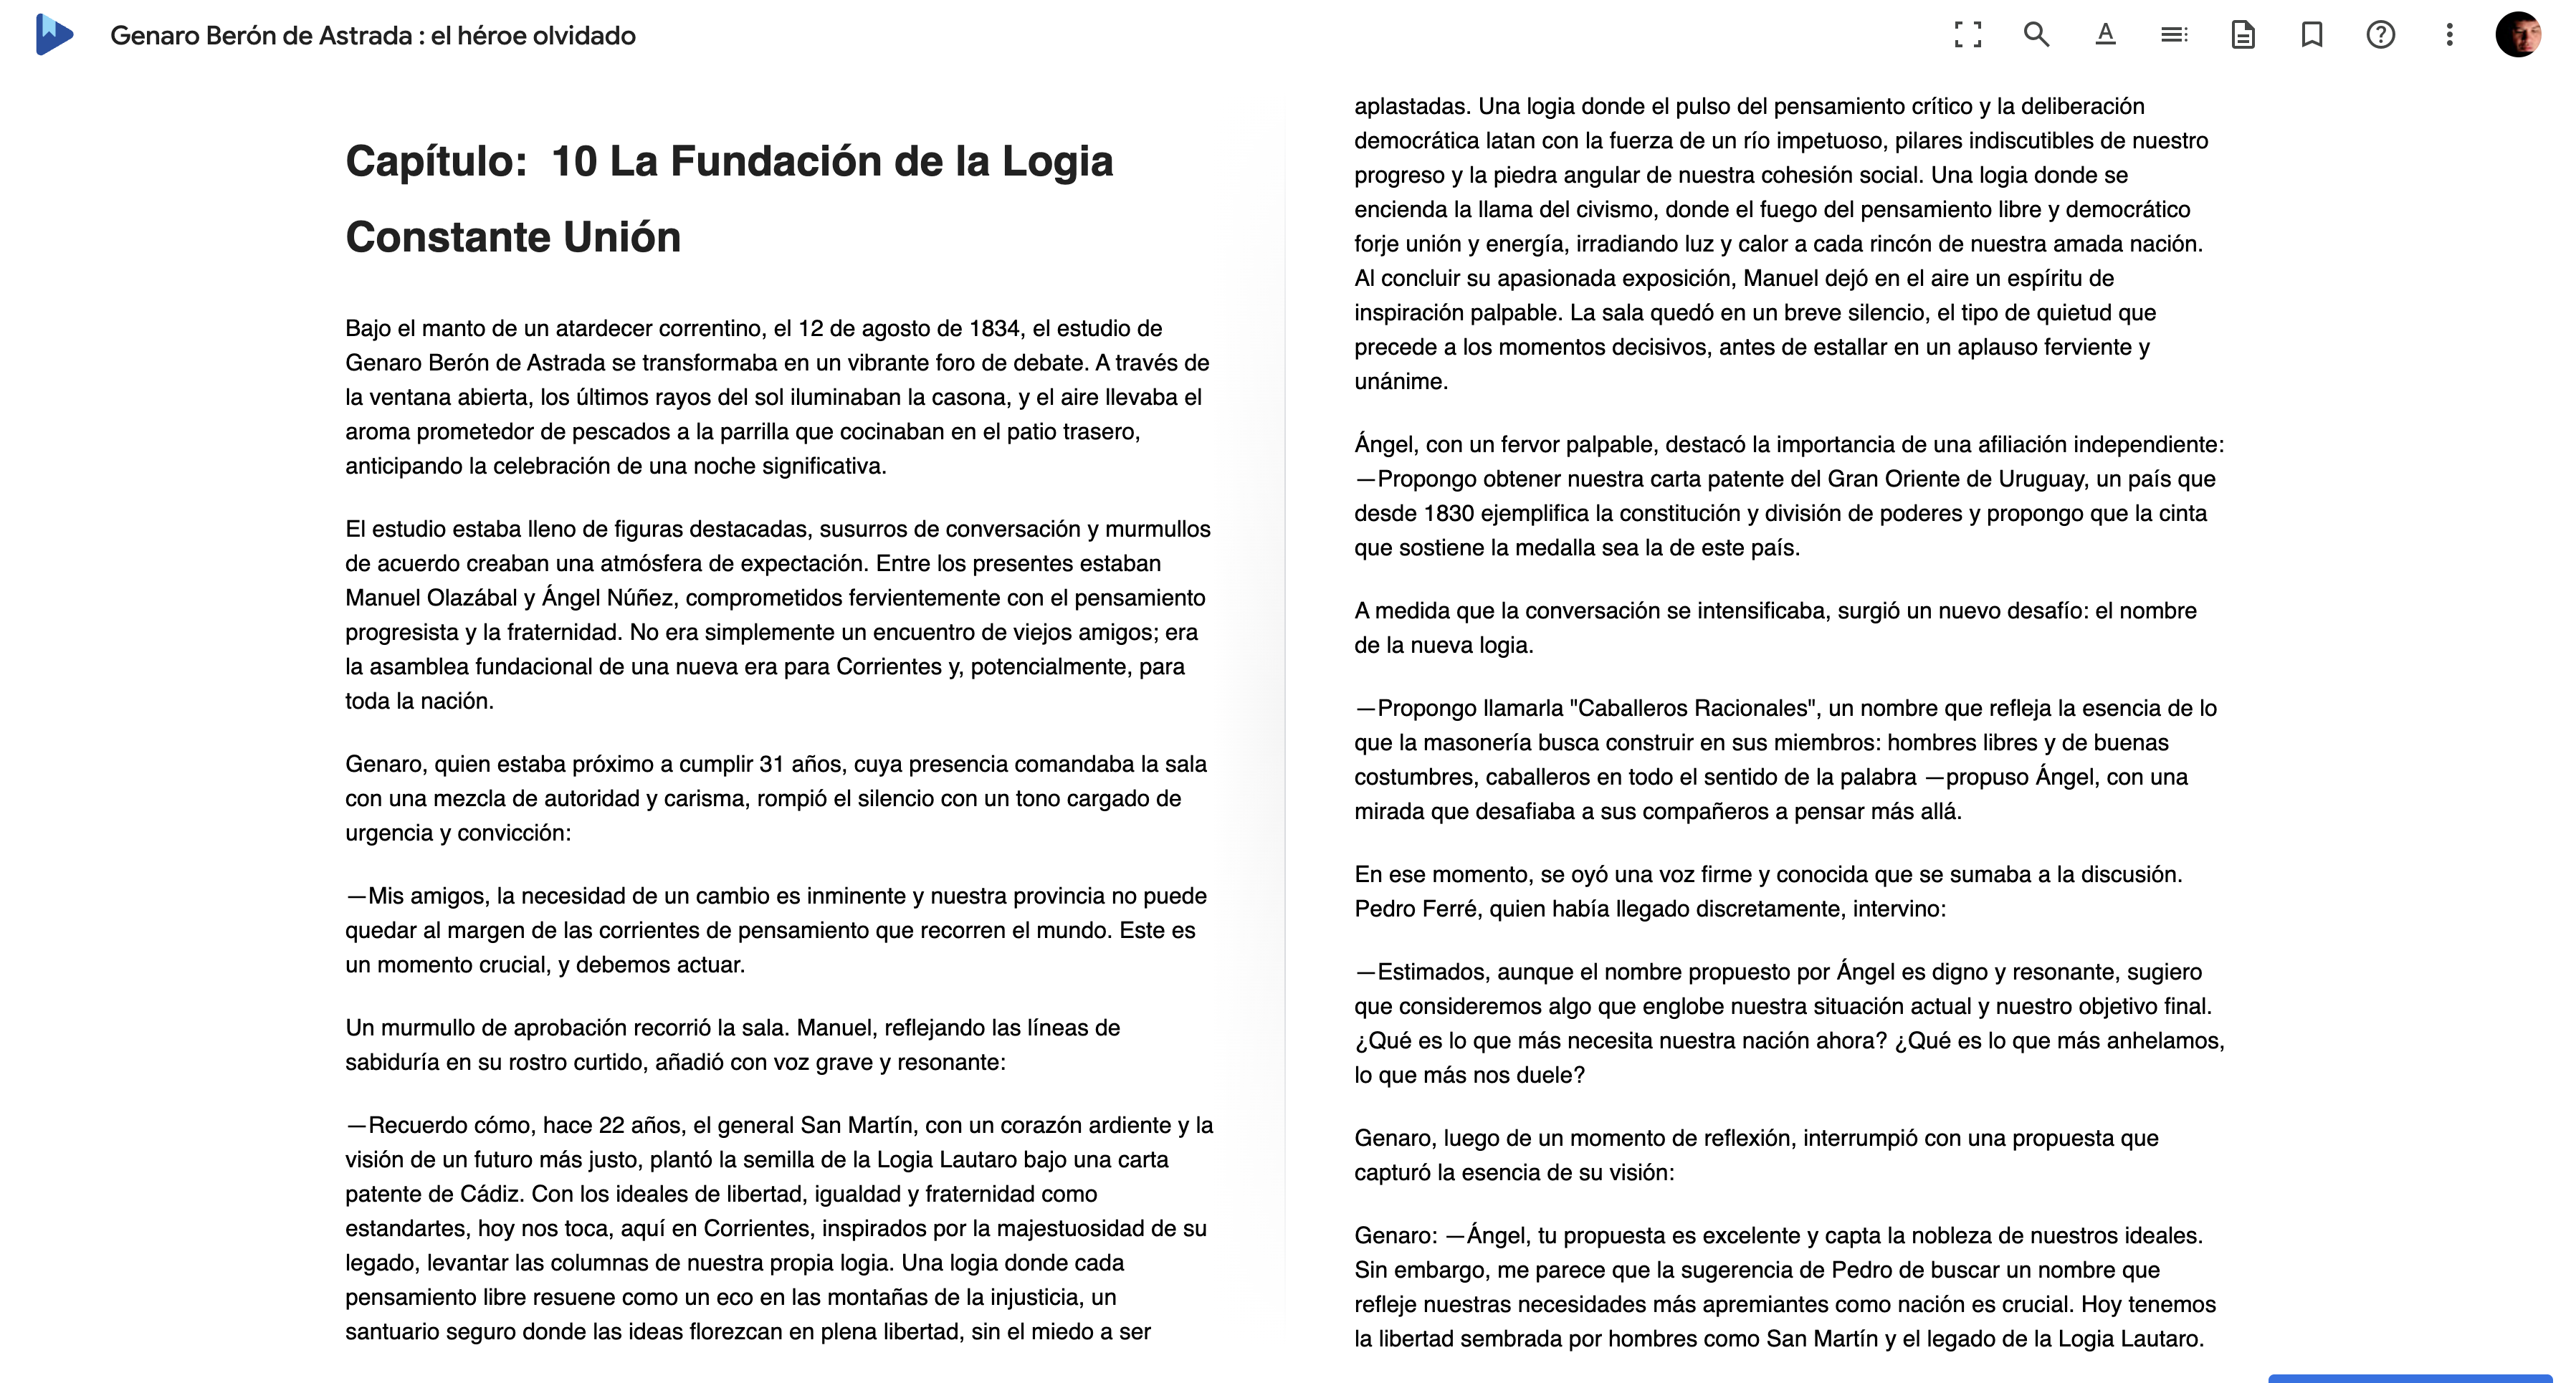 Genaro Berón de Astrada : el héroe olvidado
Capítulo:  10 La Fundación de la Logia
Constante Unión
Bajo el manto de un atardecer correntino, el 12 de agosto de 1834, el estudio de
Genaro Berón de Astrada se transformaba en un vibrante foro de debate. A través de
la ventana abierta, los últimos rayos del sol iluminaban la casona, y el aire llevaba el
aroma prometedor de pescados a la parrilla que cocinaban en el patio trasero,
anticipando la celebración de una noche significativa.
El estudio estaba lleno de figuras destacadas, susurros de conversación y murmullos
de acuerdo creaban una atmósfera de expectación. Entre los presentes estaban
Manuel Olazábal y Ángel Núñez, comprometidos fervientemente con el pensamiento
progresista y la fraternidad. No era simplemente un encuentro de viejos amigos; era
la asamblea fundacional de una nueva era para Corrientes y, potencialmente, para
toda la nación.
Genaro, quien estaba próximo a cumplir 31 años, cuya presencia comandaba la sala
con una mezcla de autoridad y carisma, rompió el silencio con un tono cargado de
urgencia y convicción:
—Mis amigos, la necesidad de un cambio es inminente y nuestra provincia no puede
quedar al margen de las corrientes de pensamiento que recorren el mundo. Este es
un momento crucial, y debemos actuar.
Un murmullo de aprobación recorrió la sala. Manuel, reflejando las líneas de
sabiduría en su rostro curtido, añadió con voz grave y resonante:
—Recuerdo cómo, hace 22 años, el general San Martín, con un corazón ardiente y la
visión de un futuro más justo, plantó la semilla de la Logia Lautaro bajo una carta
patente de Cádiz. Con los ideales de libertad, igualdad y fraternidad como
estandartes, hoy nos toca, aquí en Corrientes, inspirados por la majestuosidad de su
legado, levantar las columnas de nuestra propia logia. Una logia donde cada
pensamiento libre resuene como un eco en las montañas de la injusticia, un
santuario seguro donde las ideas florezcan en plena libertad, sin el miedo a ser
aplastadas. Una logia donde el pulso del pensamiento crítico y la deliberación
democrática latan con la fuerza de un río impetuoso, pilares indiscutibles de nuestro
progreso y la piedra angular de nuestra cohesión social. Una logia donde se
encienda la llama del civismo, donde el fuego del pensamiento libre y democrático
forje unión y energía, irradiando luz y calor a cada rincón de nuestra amada nación.
Al concluir su apasionada exposición, Manuel dejó en el aire un espíritu de
inspiración palpable. La sala quedó en un breve silencio, el tipo de quietud que
precede a los momentos decisivos, antes de estallar en un aplauso ferviente y
unánime.
Ángel, con un fervor palpable, destacó la importancia de una afiliación independiente:
—Propongo obtener nuestra carta patente del Gran Oriente de Uruguay, un país que
desde 1830 ejemplifica la constitución y división de poderes y propongo que la cinta
que sostiene la medalla sea la de este país.
A medida que la conversación se intensificaba, surgió un nuevo desafío: el nombre
de la nueva logia.
—Propongo llamarla "Caballeros Racionales", un nombre que refleja la esencia de lo
que la masonería busca construir en sus miembros: hombres libres y de buenas
costumbres, caballeros en todo el sentido de la palabra —propuso Ángel, con una
mirada que desafiaba a sus compañeros a pensar más allá.
En ese momento, se oyó una voz firme y conocida que se sumaba a la discusión.
Pedro Ferré, quien había llegado discretamente, intervino:
—Estimados, aunque el nombre propuesto por Ángel es digno y resonante, sugiero
que consideremos algo que englobe nuestra situación actual y nuestro objetivo final.
¿Qué es lo que más necesita nuestra nación ahora? ¿Qué es lo que más anhelamos,
lo que más nos duele?
Genaro, luego de un momento de reflexión, interrumpió con una propuesta que
capturó la esencia de su visión:
Genaro: —Ángel, tu propuesta es excelente y capta la nobleza de nuestros ideales.
Sin embargo, me parece que la sugerencia de Pedro de buscar un nombre que
refleje nuestras necesidades más apremiantes como nación es crucial. Hoy tenemos
la libertad sembrada por hombres como San Martín y el legado de la Logia Lautaro.